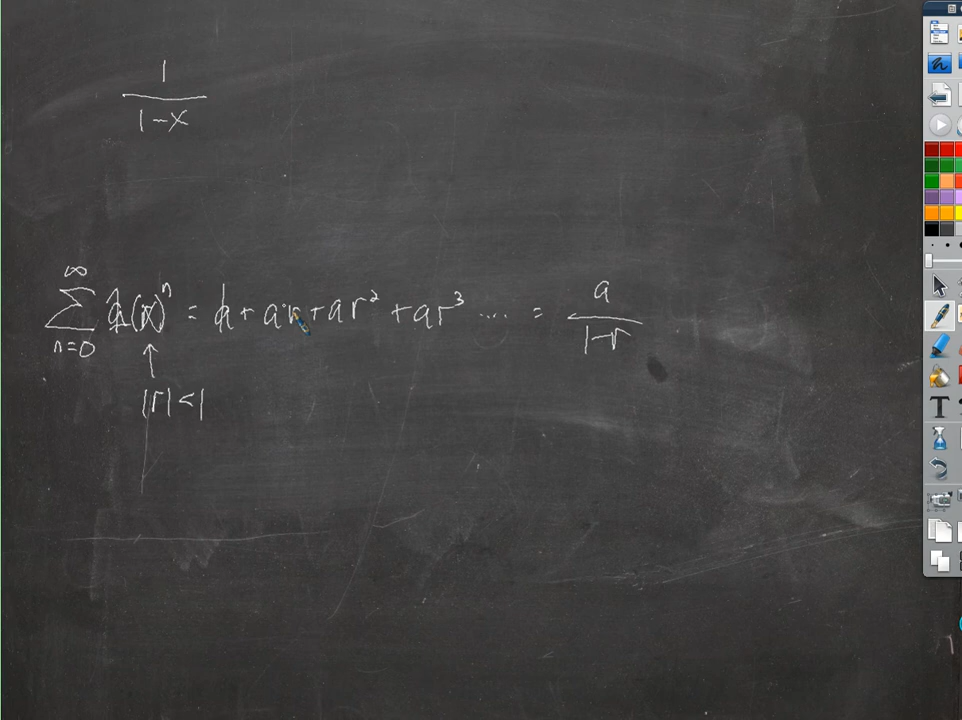 1
1-x
∞
∑ a(r)ⁿ = a + ar + ar² + ar³ .... = a/1-r
n=0
↑
|r| < 1
T